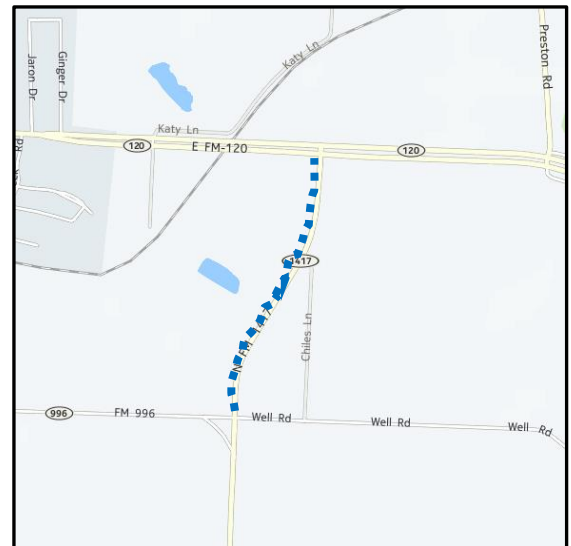 Jaron Dr
Ginger Dr
Katy Ln
Preston Rd
Katy Ln
120
E FM-120
120
Rd
1417
N FM 1417
Chiles Ln
996
FM 996
Well Rd
Well Rd
Well Rd